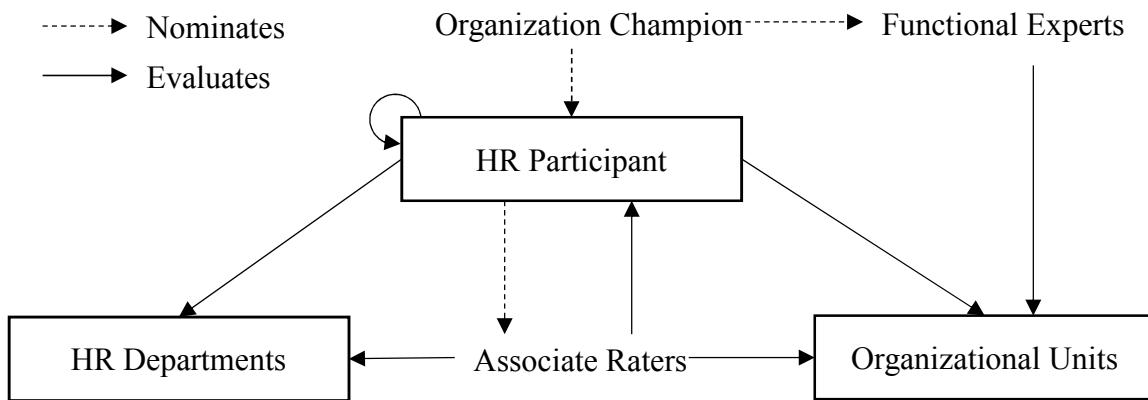 Nominates
Organization Champion
Functional Experts
Evaluates
HR Participant
HR Departments
Associate Raters
Organizational Units